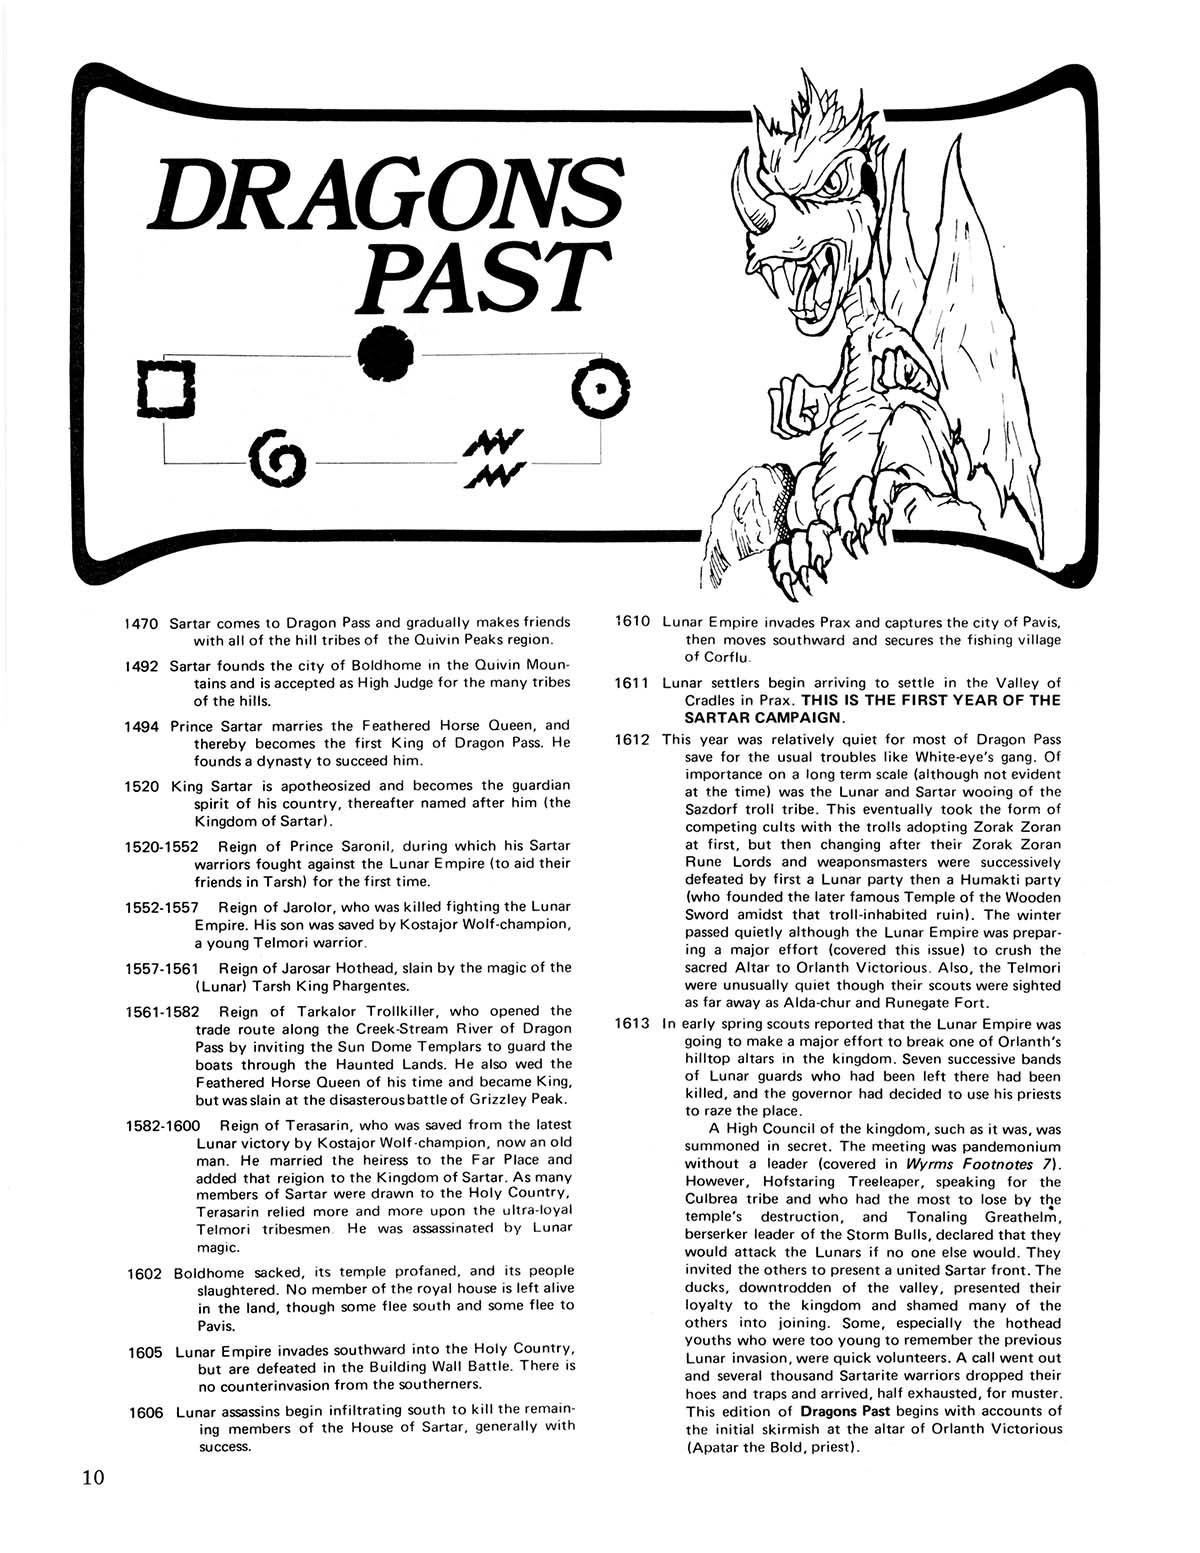 DRAGONS
PAST
1470 Sartar comes to Dragon Pass and gradually makes friends
with all of the hill tribes of the Quivin Peaks region.
1492 Sartar founds the city of Boldhome in the Quivin Moun-
tains and is accepted as High Judge for the many tribes
of the hills.
1494 Prince Sartar marries the Feathered Horse Queen, and
thereby becomes the first King of Dragon Pass. He
founds a dynasty to succeed him.
1520 King Sartar is apotheosized and becomes the guardian
spirit of his country, thereafter named after him (the
Kingdom of Sartar).
1520-1552 Reign of Prince Saronil, during which his Sartar
warriors fought against the Lunar Empire (to aid their
friends in Tarsh) for the first time.
1552-1557 Reign of Jarolor, who was killed fighting the Lunar
Empire. His son was saved by Kostajor Wolf-champion,
a young Telmori warrior.
1557-1561 Reign of Jarosar Hothead, slain by the magic of the
(Lunar) Tarsh King Phargentes.
1561-1582 Reign of Tarkalor Trollkiller, who opened the
trade route along the Creek-Stream River of Dragon
Pass by inviting the Sun Dome Templars to guard the
boats through the Haunted Lands. He also wed the
Feathered Horse Queen of his time and became King,
but was slain at the disasterous battle of Grizzley Peak.
1582-1600 Reign of Terasarin, who was saved from the latest
Lunar victory by Kostajor Wolf-champion, now an old
man. He married the heiress to the Far Place and
added that reigion to the Kingdom of Sartar. As many
members of Sartar were drawn to the Holy Country,
Terasarin relied more and more upon the ultra-loyal
Telmori tribesmen. He was assassinated by Lunar
magic.
1602 Boldhome sacked, its temple profaned, and its people
slaughtered. No member of the royal house is left alive
in the land, though some flee south and some flee to
Pavis.
1605 Lunar Empire invades southward into the Holy Country,
but are defeated in the Building Wall Battle. There is
no counterinvasion from the southerners.
1606 Lunar assassins begin infiltrating south to kill the remain-
ing members of the House of Sartar, generally with
success.
1610 Lunar Empire invades Prax and captures the city of Pavis,
then moves southward and secures the fishing village
of Corflu.
1611 Lunar settlers begin arriving to settle in the Valley of
Cradles in Prax. THIS IS THE FIRST YEAR OF THE
SARTAR CAMPAIGN.
1612 This year was relatively quiet for most of Dragon Pass
save for the usual troubles like White-eye's gang. Of
importance on a long term scale (although not evident
at the time) was the Lunar and Sartar wooing of the
Sazdorf troll tribe. This eventually took the form of
competing cults with the trolls adopting Zorak Zoran
at first, but then changing after their Zorak Zoran
Rune Lords and weaponsmasters were successively
defeated by first a Lunar party then a Humakti party
(who founded the later famous Temple of the Wooden
Sword amidst that troll-inhabited ruin). The winter
passed quietly although the Lunar Empire was prepar-
ing a major effort (covered this issue) to crush the
sacred Altar to Orlanth Victorious. Also, the Telmori
were unusually quiet though their scouts were sighted
as far away as Alda-chur and Runegate Fort.
1613 In early spring scouts reported that the Lunar Empire was
going to make a major effort to break one of Orlanth's
hilltop altars in the kingdom. Seven successive bands
of Lunar guards who had been left there had been
killed, and the governor had decided to use his priests
to raze the place.
A High Council of the kingdom, such as it was, was
summoned in secret. The meeting was pandemonium
without a leader (covered in Wyrms Footnotes 7).
However, Hofstaring Treeleaper, speaking for the
Culbrea tribe and who had the most to lose by the
temple's destruction, and Tonaling Greathelm,
berserker leader of the Storm Bulls, declared that they
would attack the Lunars if no one else would. They
invited the others to present a united Sartar front. The
ducks, downtrodden of the valley, presented their
loyalty to the kingdom and shamed many of the
others into joining. Some, especially the hothead
youths who were too young to remember the previous
Lunar invasion, were quick volunteers. A call went out
and several thousand Sartarite warriors dropped their
hoes and traps and arrived, half exhausted, for muster.
This edition of Dragons Past begins with accounts of
the initial skirmish at the altar of Orlanth Victorious
(Apatar the Bold, priest).
10